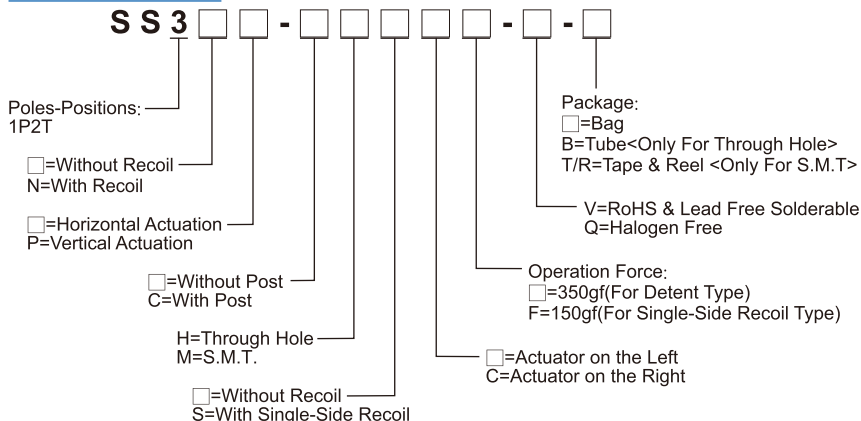 SS3□□-□□□□□-□-□
Poles-Positions:
1P2T
□=Without Recoil
N=With Recoil
□=Horizontal Actuation
P=Vertical Actuation
□=Without Post
C=With Post
H=Through Hole
M=S.M.T.
□=Without Recoil
S=With Single-Side Recoil
□=Actuator on the Left
C=Actuator on the Right
Operation Force:
□=350gf(For Detent Type)
F=150gf(For Single-Side Recoil Type)
V=RoHS & Lead Free Solderable
Q=Halogen Free
Package:
□=Bag
B=Tube<Only For Through Hole>
T/R=Tape & Reel <Only For S.M.T>